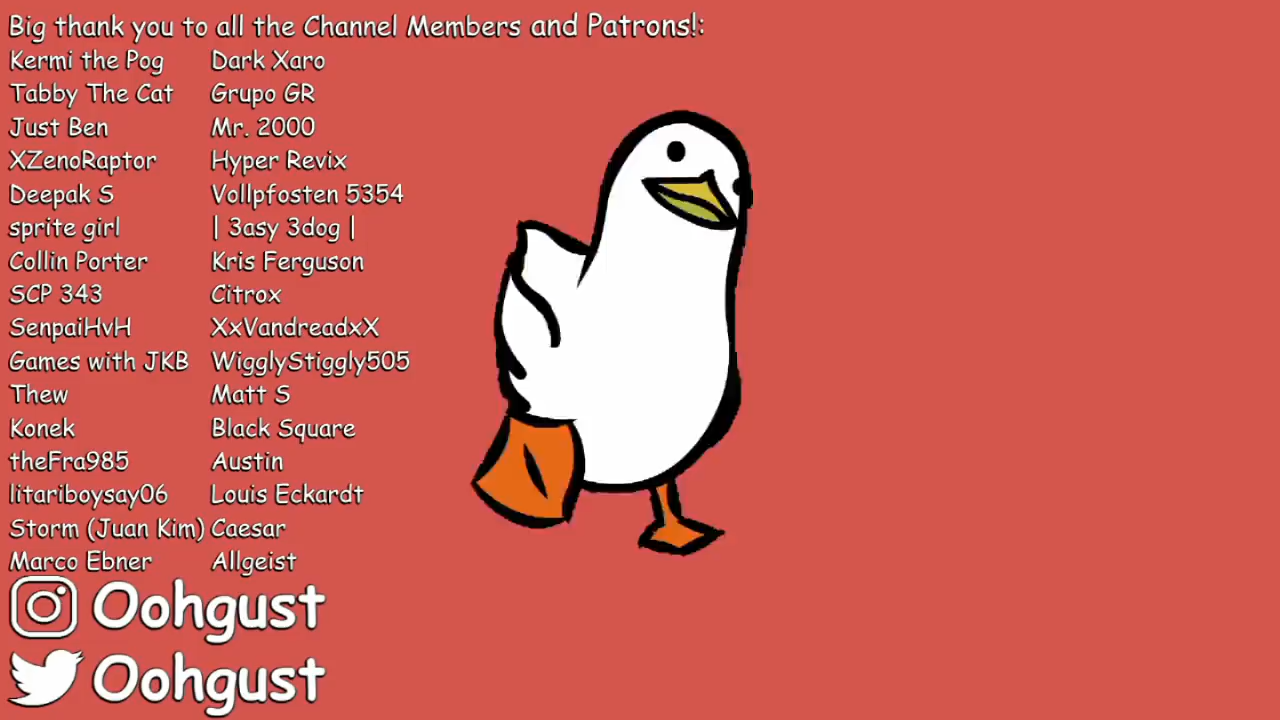 Big thank you to all the Channel Members and Patrons!:
Kermi the Pog Dark Xaro
Tabby The Cat Grupo GR
Just Ben Mr. 2000
XZenoRaptor Hyper Revix
Deepak S Vollpfosten 5354
sprite girl | 3asy 3dog |
Collin Porter Kris Ferguson
SCP 343 Citrox
SenpaiHvH XxVandreadxX
Games with JKB WigglyStiggly505
Thew Matt S
Konek Black Square
theFra985 Austin
litariboysay06 Louis Eckardt
Storm (Juan Kim) Caesar
Marco Ebner Allgeist
Oohgust
Oohgust